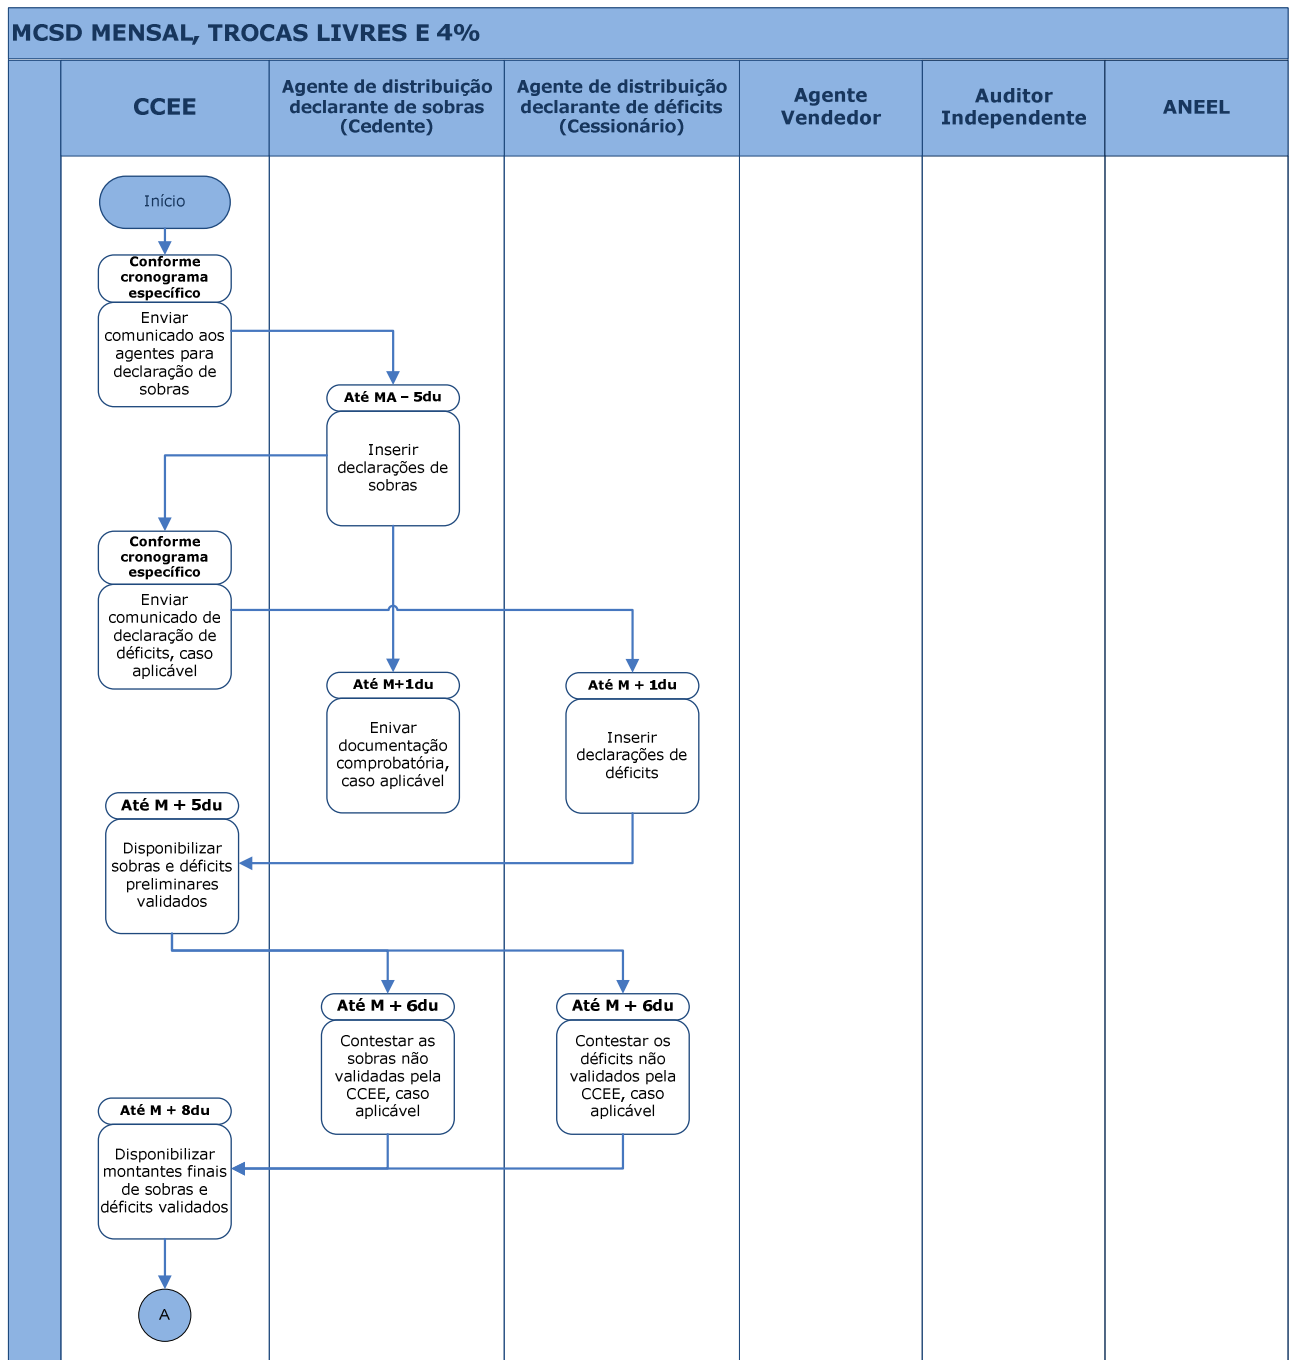 MCSD MENSAL, TROCAS LIVRES E 4%
CCEE
Agente de distribuição
declarante de sobras
(Cedente)
Agente de distribuição
declarante de déficits
(Cessionário)
Agente
Vendedor
Auditor
Independente
ANEEL
Início
Conforme
cronograma
específico
Enviar
comunicado aos
agentes para
declaração de
sobras
Até MA – 5du
Inserir
declarações de
sobras
Conforme
cronograma
específico
Enviar
comunicado de
declaração de
déficits, caso
aplicável
Até M+1du
Enivar
documentação
comprobatória,
caso aplicável
Até M + 1du
Inserir
declarações de
déficits
Até M + 5du
Disponibilizar
sobras e déficits
preliminares
validados
Até M + 6du
Contestar as
sobras não
validadas pela
CCEE, caso
aplicável
Até M + 6du
Contestar os
déficits não
validados pela
CCEE, caso
aplicável
Até M + 8du
Disponibilizar
montantes finais
de sobras e
déficits validados
A